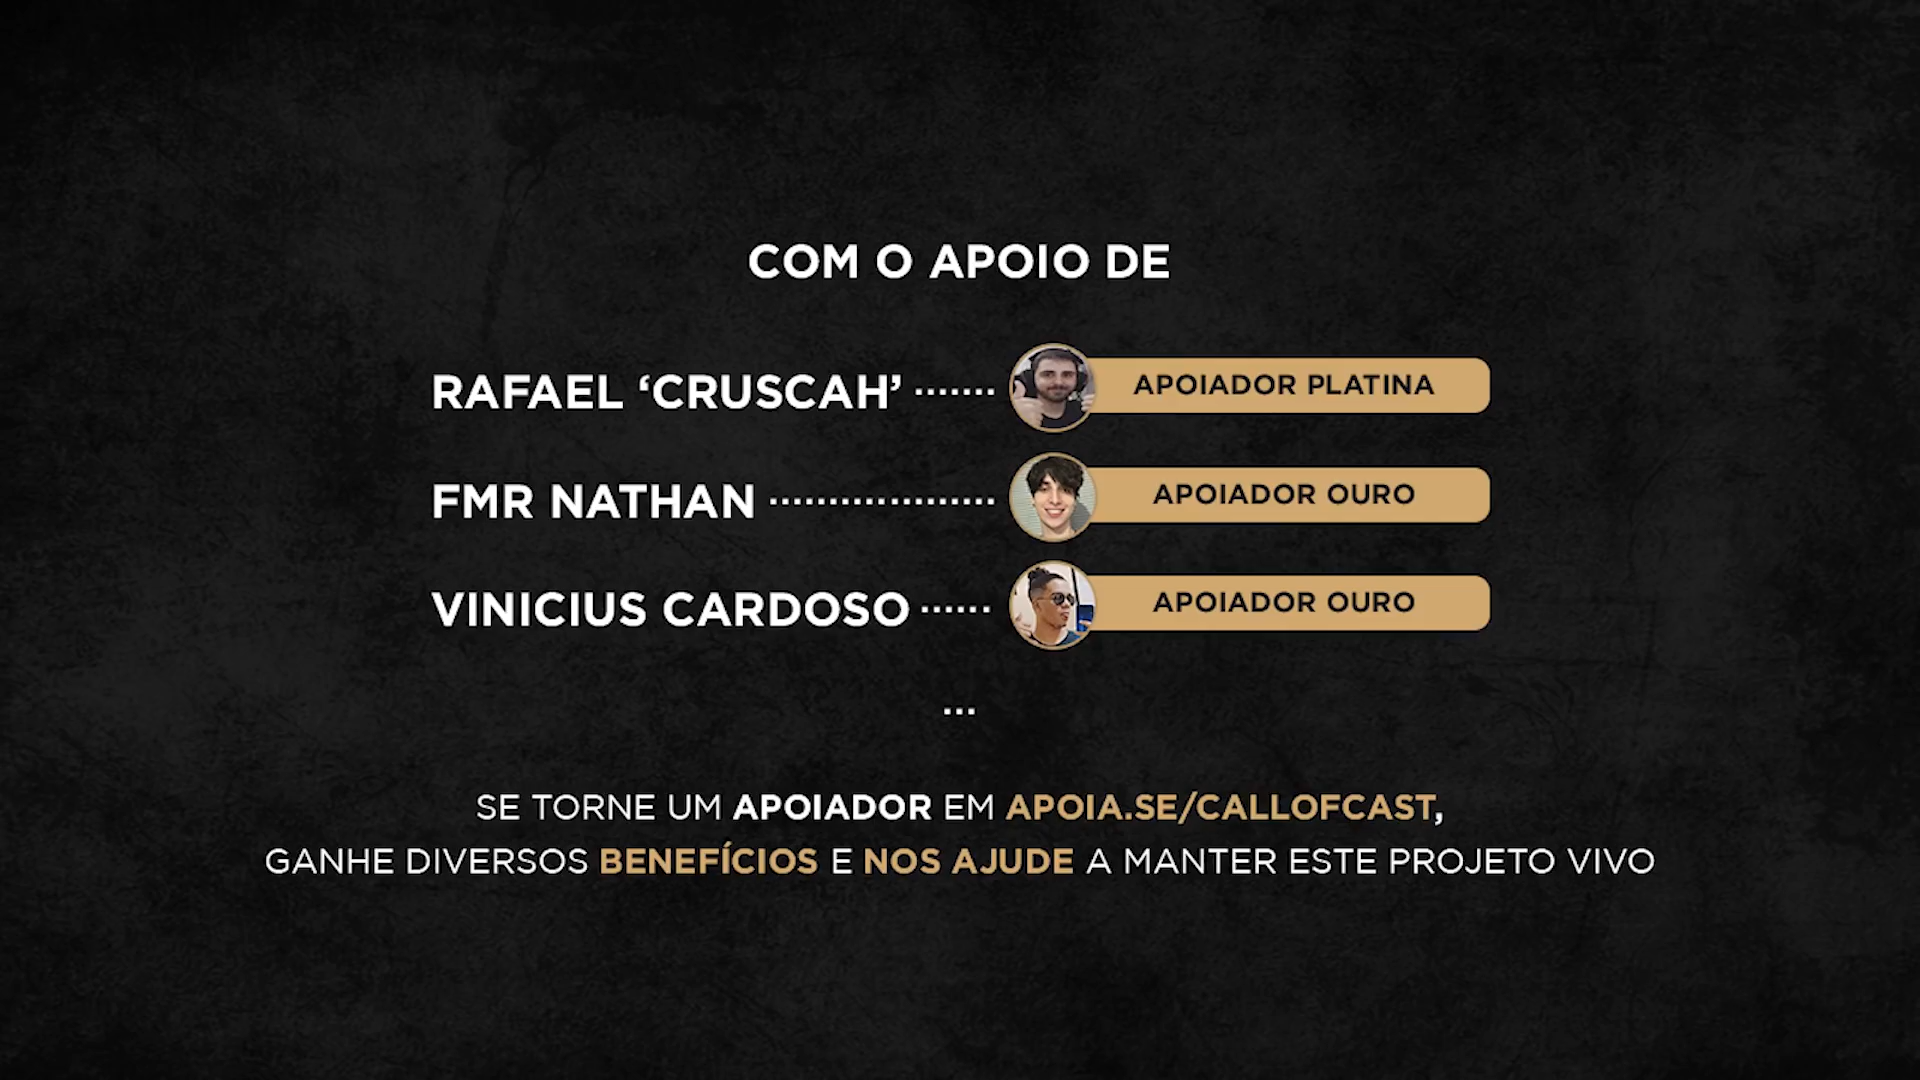 COM O APOIO DE
RAFAEL ‘CRUSCAH’ ....... APOIADOR PLATINA
FMR NATHAN ................... APOIADOR OURO
VINICIUS CARDOSO ...... APOIADOR OURO
...
SE TORNE UM APOIADOR EM APOIA.SE/CALLOFCAST,
GANHE DIVERSOS BENEFÍCIOS E NOS AJUDE A MANTER ESTE PROJETO VIVO